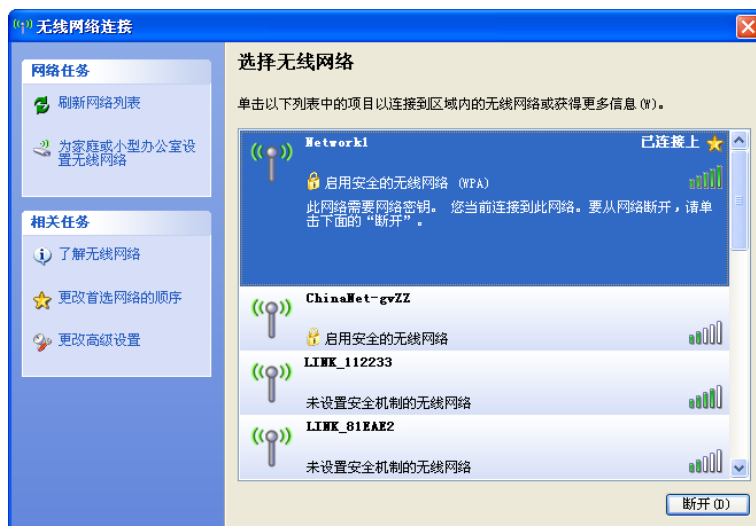 无线网络连接
网络任务
刷新网络列表
为家庭或小型办公室设
置无线网络
相关任务
了解无线网络
更改首选网络的顺序
更改高级设置
选择无线网络
单击以下列表中的项目以连接到区域内的无线网络或获得更多信息(W)。
Network1 已连接上
启用安全的无线网络 (WPA)
此网络需要网络密钥。 您当前连接到此网络。要从网络断开，请单
击下面的“断开”。
ChinaNet-gvZZ
启用安全的无线网络
LINK_112233
未设置安全机制的无线网络
LINK_81EAE2
未设置安全机制的无线网络
断开(D)